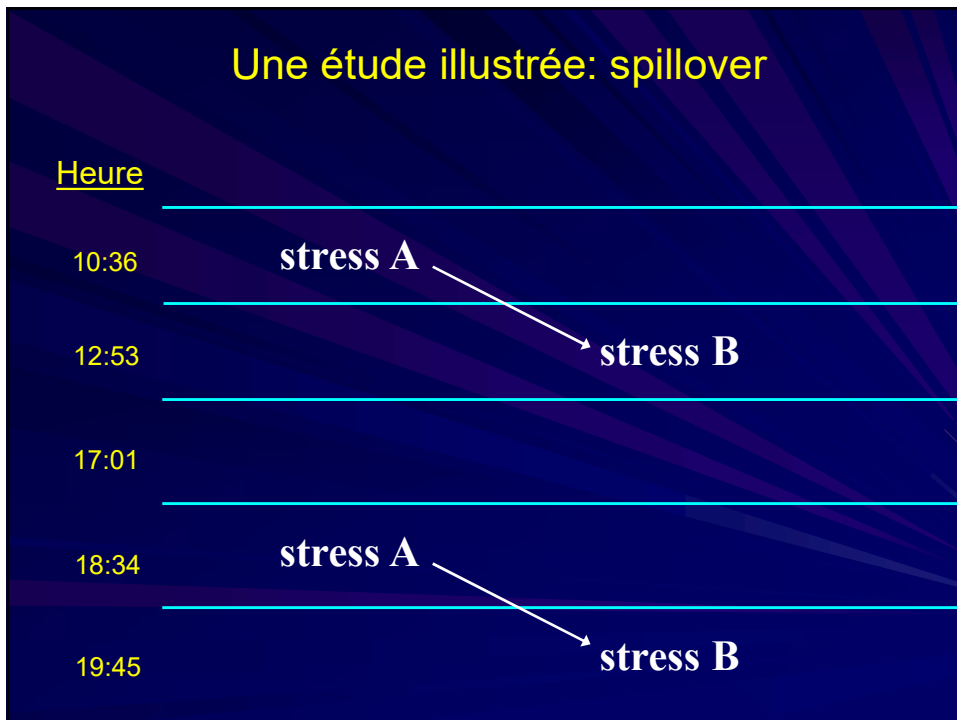 Une étude illustrée: spillover
Heure
10:36 stress A
12:53 stress B
17:01
18:34 stress A
19:45 stress B